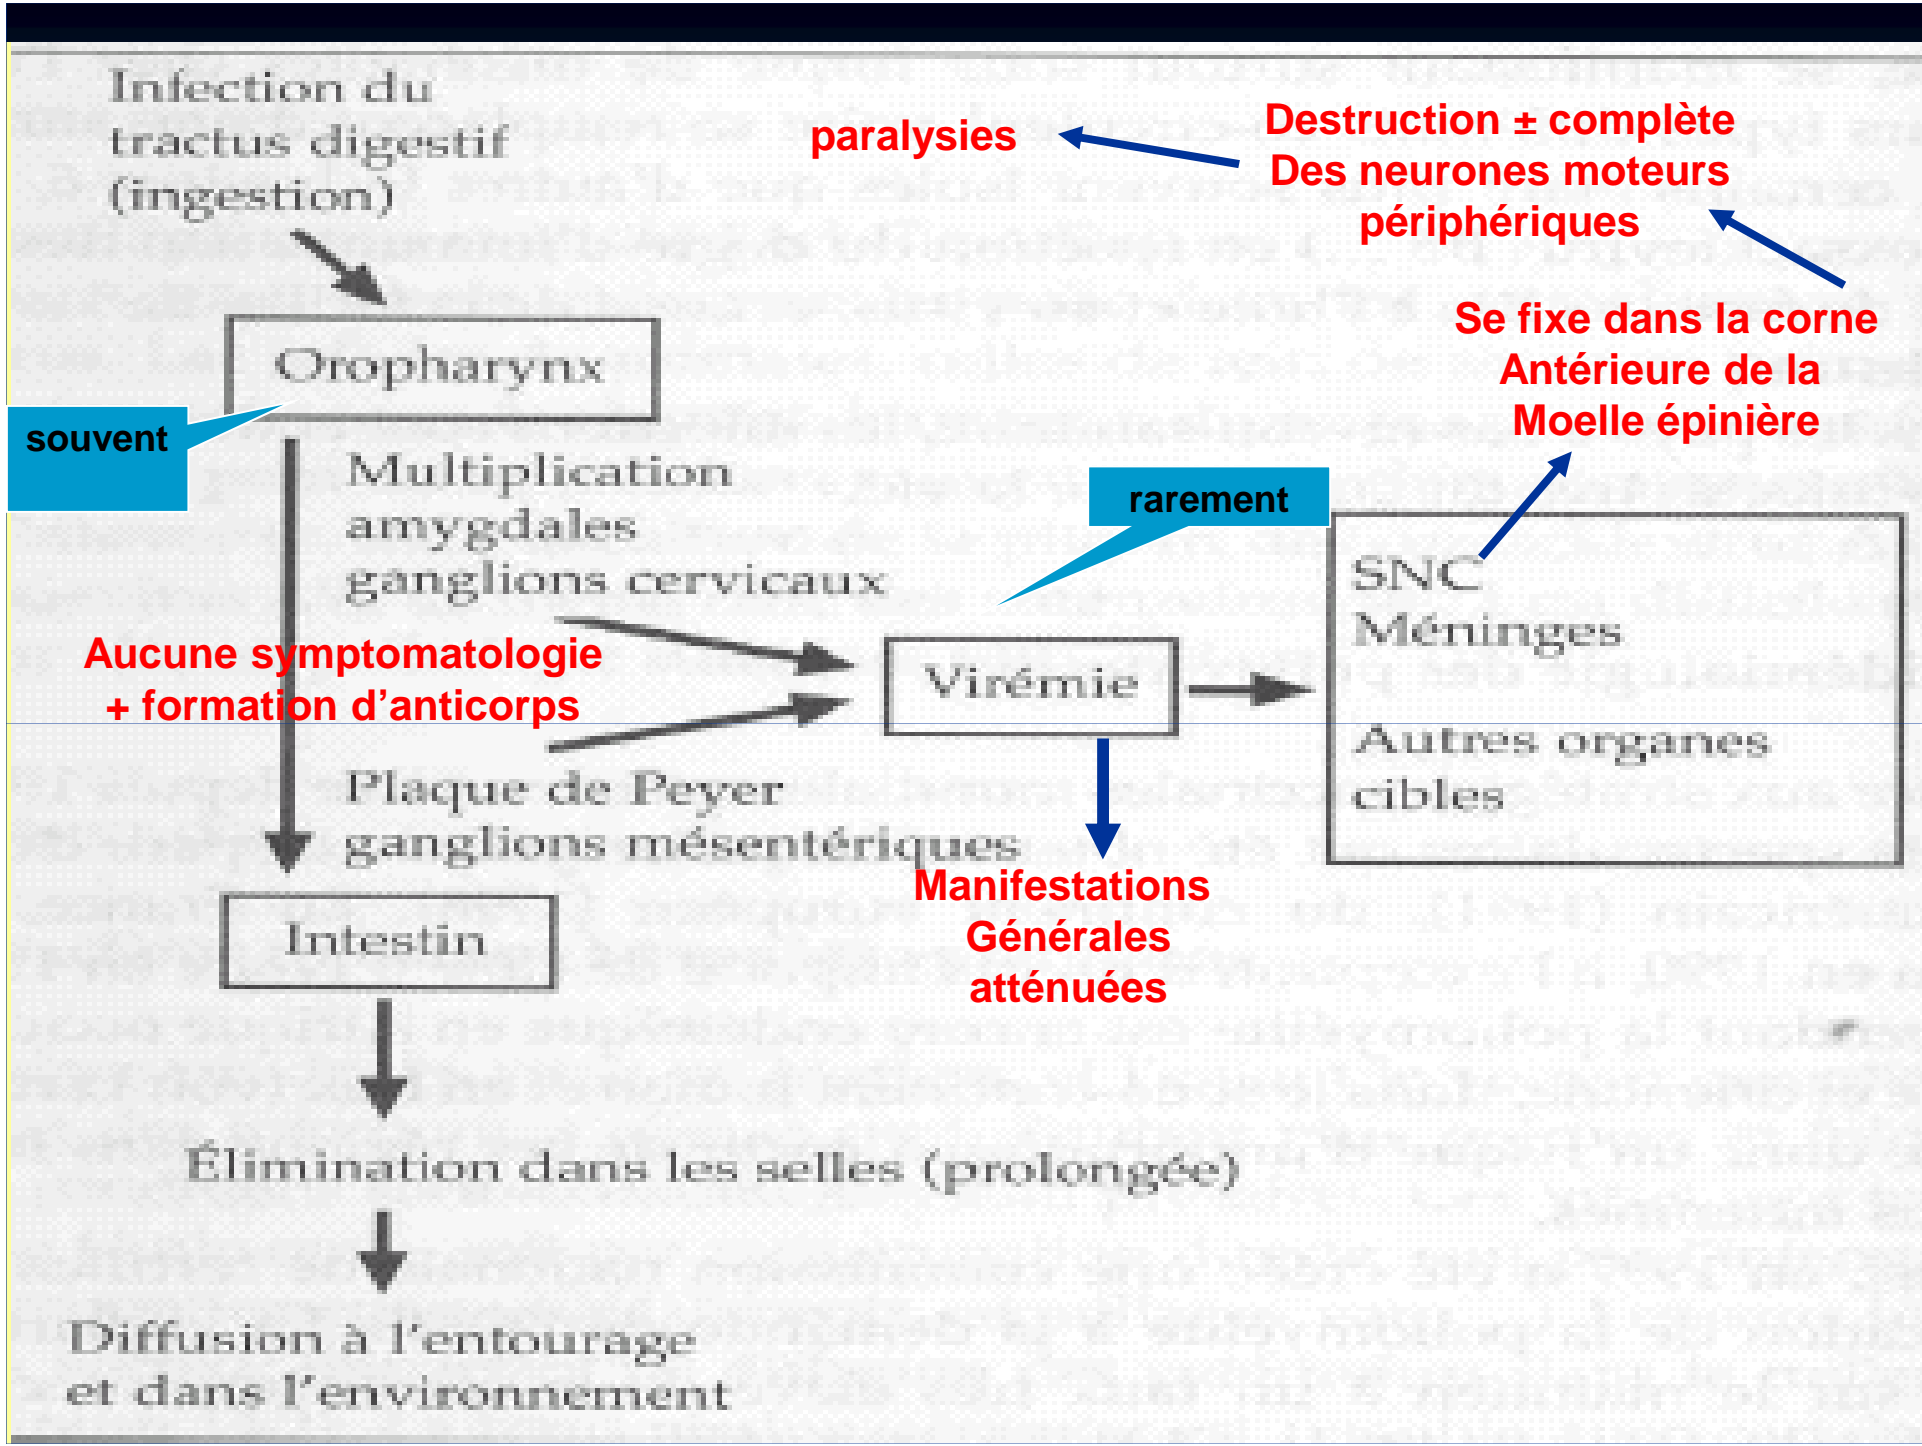 Infection du
tractus digestif
(ingestion)
paralysies
Destruction ± complète
Des neurones moteurs
périphériques
Se fixe dans la corne
Antérieure de la
Moelle épinière
Oropharynx
souvent
Multiplication
amygdales
ganglions cervicaux
rarement
SNC
Méninges
Autres organes
cibles
Aucune symptomatologie
+ formation d’anticorps
Virémie
Plaque de Peyer
ganglions mésentériques
Manifestations
Générales
atténuées
Intestin
Élimination dans les selles (prolongée)
Diffusion à l’entourage
et dans l’environnement